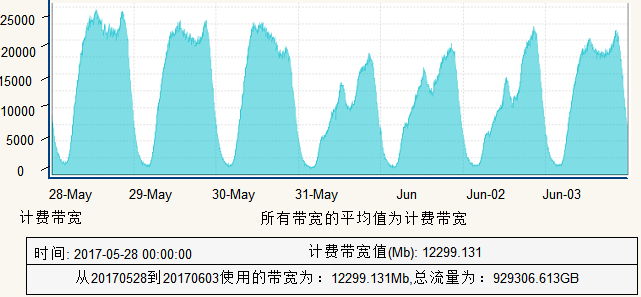 25000
20000
15000
10000
5000
0
28-May 29-May 30-May 31-May Jun Jun-02 Jun-03
计费带宽 所有带宽的平均值为计费带宽
时间: 2017-05-28 00:00:00 计费带宽值(Mb): 12299.131
从20170528到20170603使用的带宽为：12299.131Mb,总流量为：929306.613GB